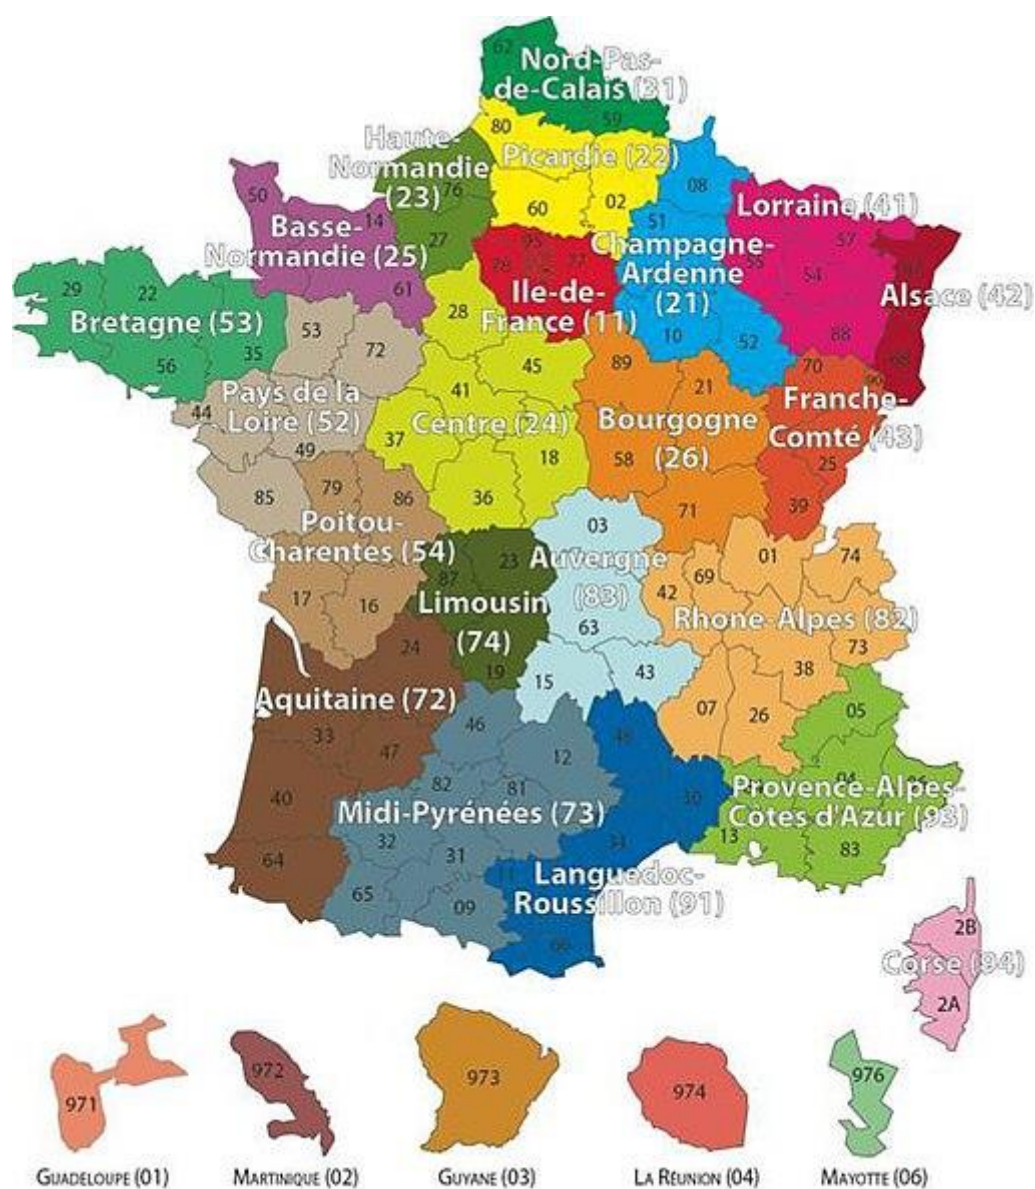 62
Nord-Pas-
de-Calais (31)
59
80
Picardie (22)
60
02
Haute-
Normandie
(23)
76
27
08
51
Champagne-
Ardenne
(21)
10
52
Lorraine (41)
57
55
54
88
Alsace (42)
67
68
50
14
Basse-
Normandie (25)
61
95
78
77
Ile-de-
France (11)
29
22
Bretagne (53)
56
35
53
72
Pays de la
Loire (52)
44
49
85
28
45
41
Centre (24)
37
18
36
89
21
Bourgogne
(26)
58
71
70
90
Franche-
Comté (43)
25
39
79
86
Poitou-
Charentes (54)
17
16
23
87
Limousin
(74)
19
03
Auvergne
(83)
63
15
43
01
74
69
42
Rhone-Alpes (82)
73
38
07
26
24
Aquitaine (72)
33
47
40
64
46
12
82
81
Midi-Pyrénées (73)
32
31
65
09
48
30
34
11
Languedoc-
Roussillon (91)
66
05
04
06
Provence-Alpes-
Côtes d'Azur (93)
13
83
2B
Corse (94)
2A
971
972
973
974
976
GUADELOUPE (01)
MARTINIQUE (02)
GUYANE (03)
LA RÉUNION (04)
MAYOTTE (06)